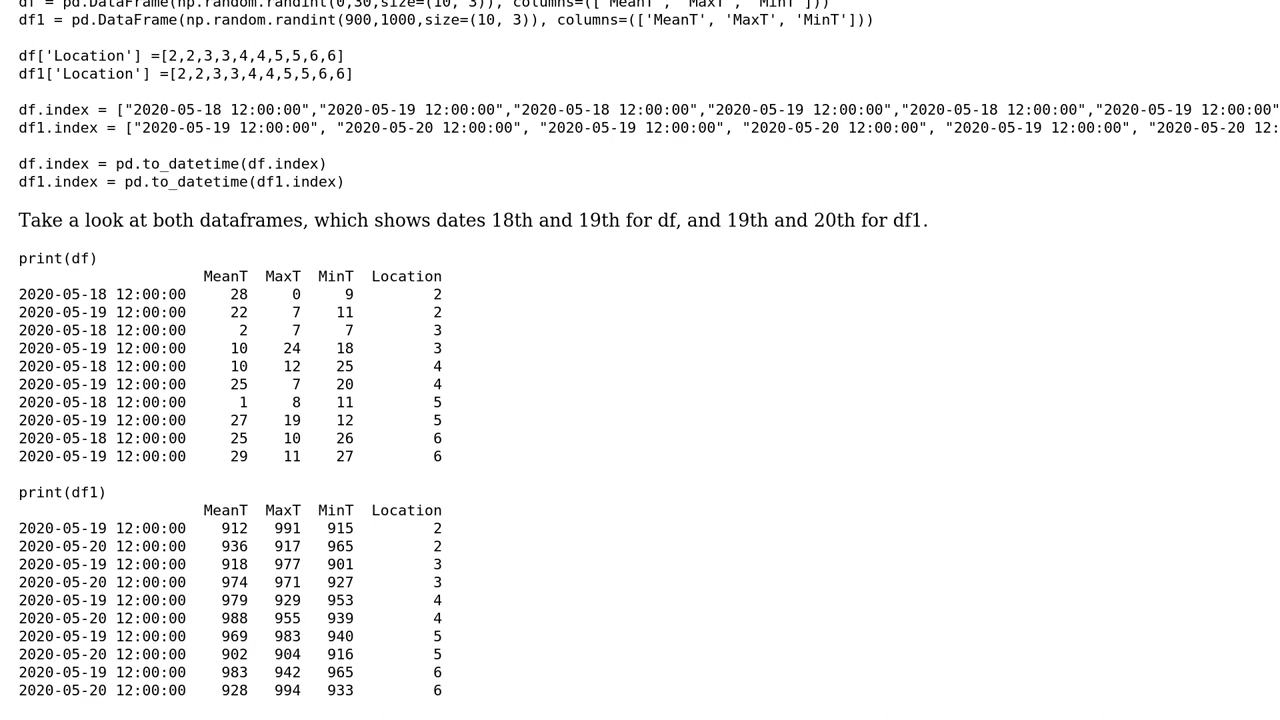 df = pd.DataFrame(np.random.randint(0,30,size=(10, 3)), columns=(['MeanT', 'MaxT', 'MinT']))
df1 = pd.DataFrame(np.random.randint(900,1000,size=(10, 3)), columns=(['MeanT', 'MaxT', 'MinT']))
df['Location'] =[2,2,3,3,4,4,5,5,6,6]
df1['Location'] =[2,2,3,3,4,4,5,5,6,6]
df.index = ["2020-05-18 12:00:00","2020-05-19 12:00:00","2020-05-18 12:00:00","2020-05-19 12:00:00","2020-05-18 12:00:00","2020-05-19 12:00:00"
df1.index = ["2020-05-19 12:00:00", "2020-05-20 12:00:00", "2020-05-19 12:00:00", "2020-05-20 12:00:00", "2020-05-19 12:00:00", "2020-05-20 12:
df.index = pd.to_datetime(df.index)
df1.index = pd.to_datetime(df1.index)
Take a look at both dataframes, which shows dates 18th and 19th for df, and 19th and 20th for df1.
print(df)
MeanT MaxT MinT Location
2020-05-18 12:00:00 28 0 9 2
2020-05-19 12:00:00 22 7 11 2
2020-05-18 12:00:00 2 7 7 3
2020-05-19 12:00:00 10 24 18 3
2020-05-18 12:00:00 10 12 25 4
2020-05-19 12:00:00 25 7 20 4
2020-05-18 12:00:00 1 8 11 5
2020-05-19 12:00:00 27 19 12 5
2020-05-18 12:00:00 25 10 26 6
2020-05-19 12:00:00 29 11 27 6
print(df1)
MeanT MaxT MinT Location
2020-05-19 12:00:00 912 991 915 2
2020-05-20 12:00:00 936 917 965 2
2020-05-19 12:00:00 918 977 901 3
2020-05-20 12:00:00 974 971 927 3
2020-05-19 12:00:00 979 929 953 4
2020-05-20 12:00:00 988 955 939 4
2020-05-19 12:00:00 969 983 940 5
2020-05-20 12:00:00 902 904 916 5
2020-05-19 12:00:00 983 942 965 6
2020-05-20 12:00:00 928 994 933 6